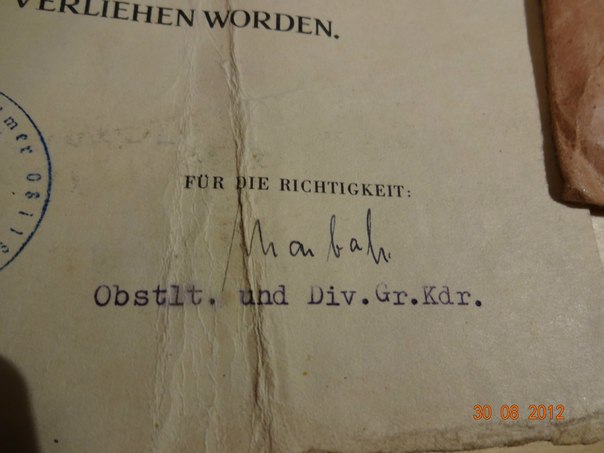 VERLIEHEN WORDEN.
FÜR DIE RICHTIGKEIT:
Obstlt. und Div.Gr.Kdr.
30 08 2012